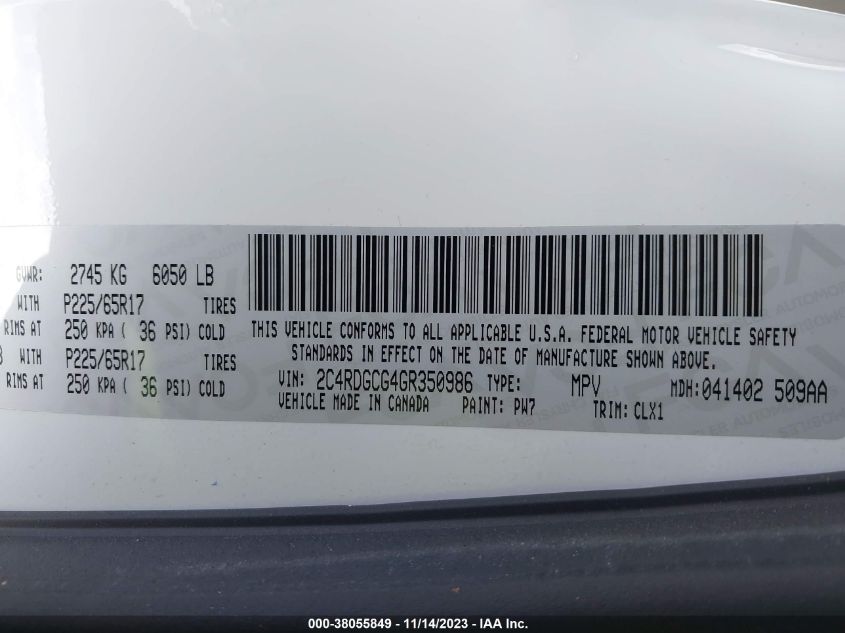 GVWR: 2745 KG 6050 LB
WITH P225/65R17 TIRES
RIMS AT 250 KPA ( 36 PSI) COLD
WITH P225/65R17 TIRES
RIMS AT 250 KPA ( 36 PSI) COLD
THIS VEHICLE CONFORMS TO ALL APPLICABLE U.S.A. FEDERAL MOTOR VEHICLE SAFETY
STANDARDS IN EFFECT ON THE DATE OF MANUFACTURE SHOWN ABOVE.
VIN: 2C4RDGCG4GR350986 TYPE: MPV MDH:041402 509AA
VEHICLE MADE IN CANADA PAINT: PW7 TRIM: CLX1
000-38055849 - 11/14/2023 - IAA Inc.